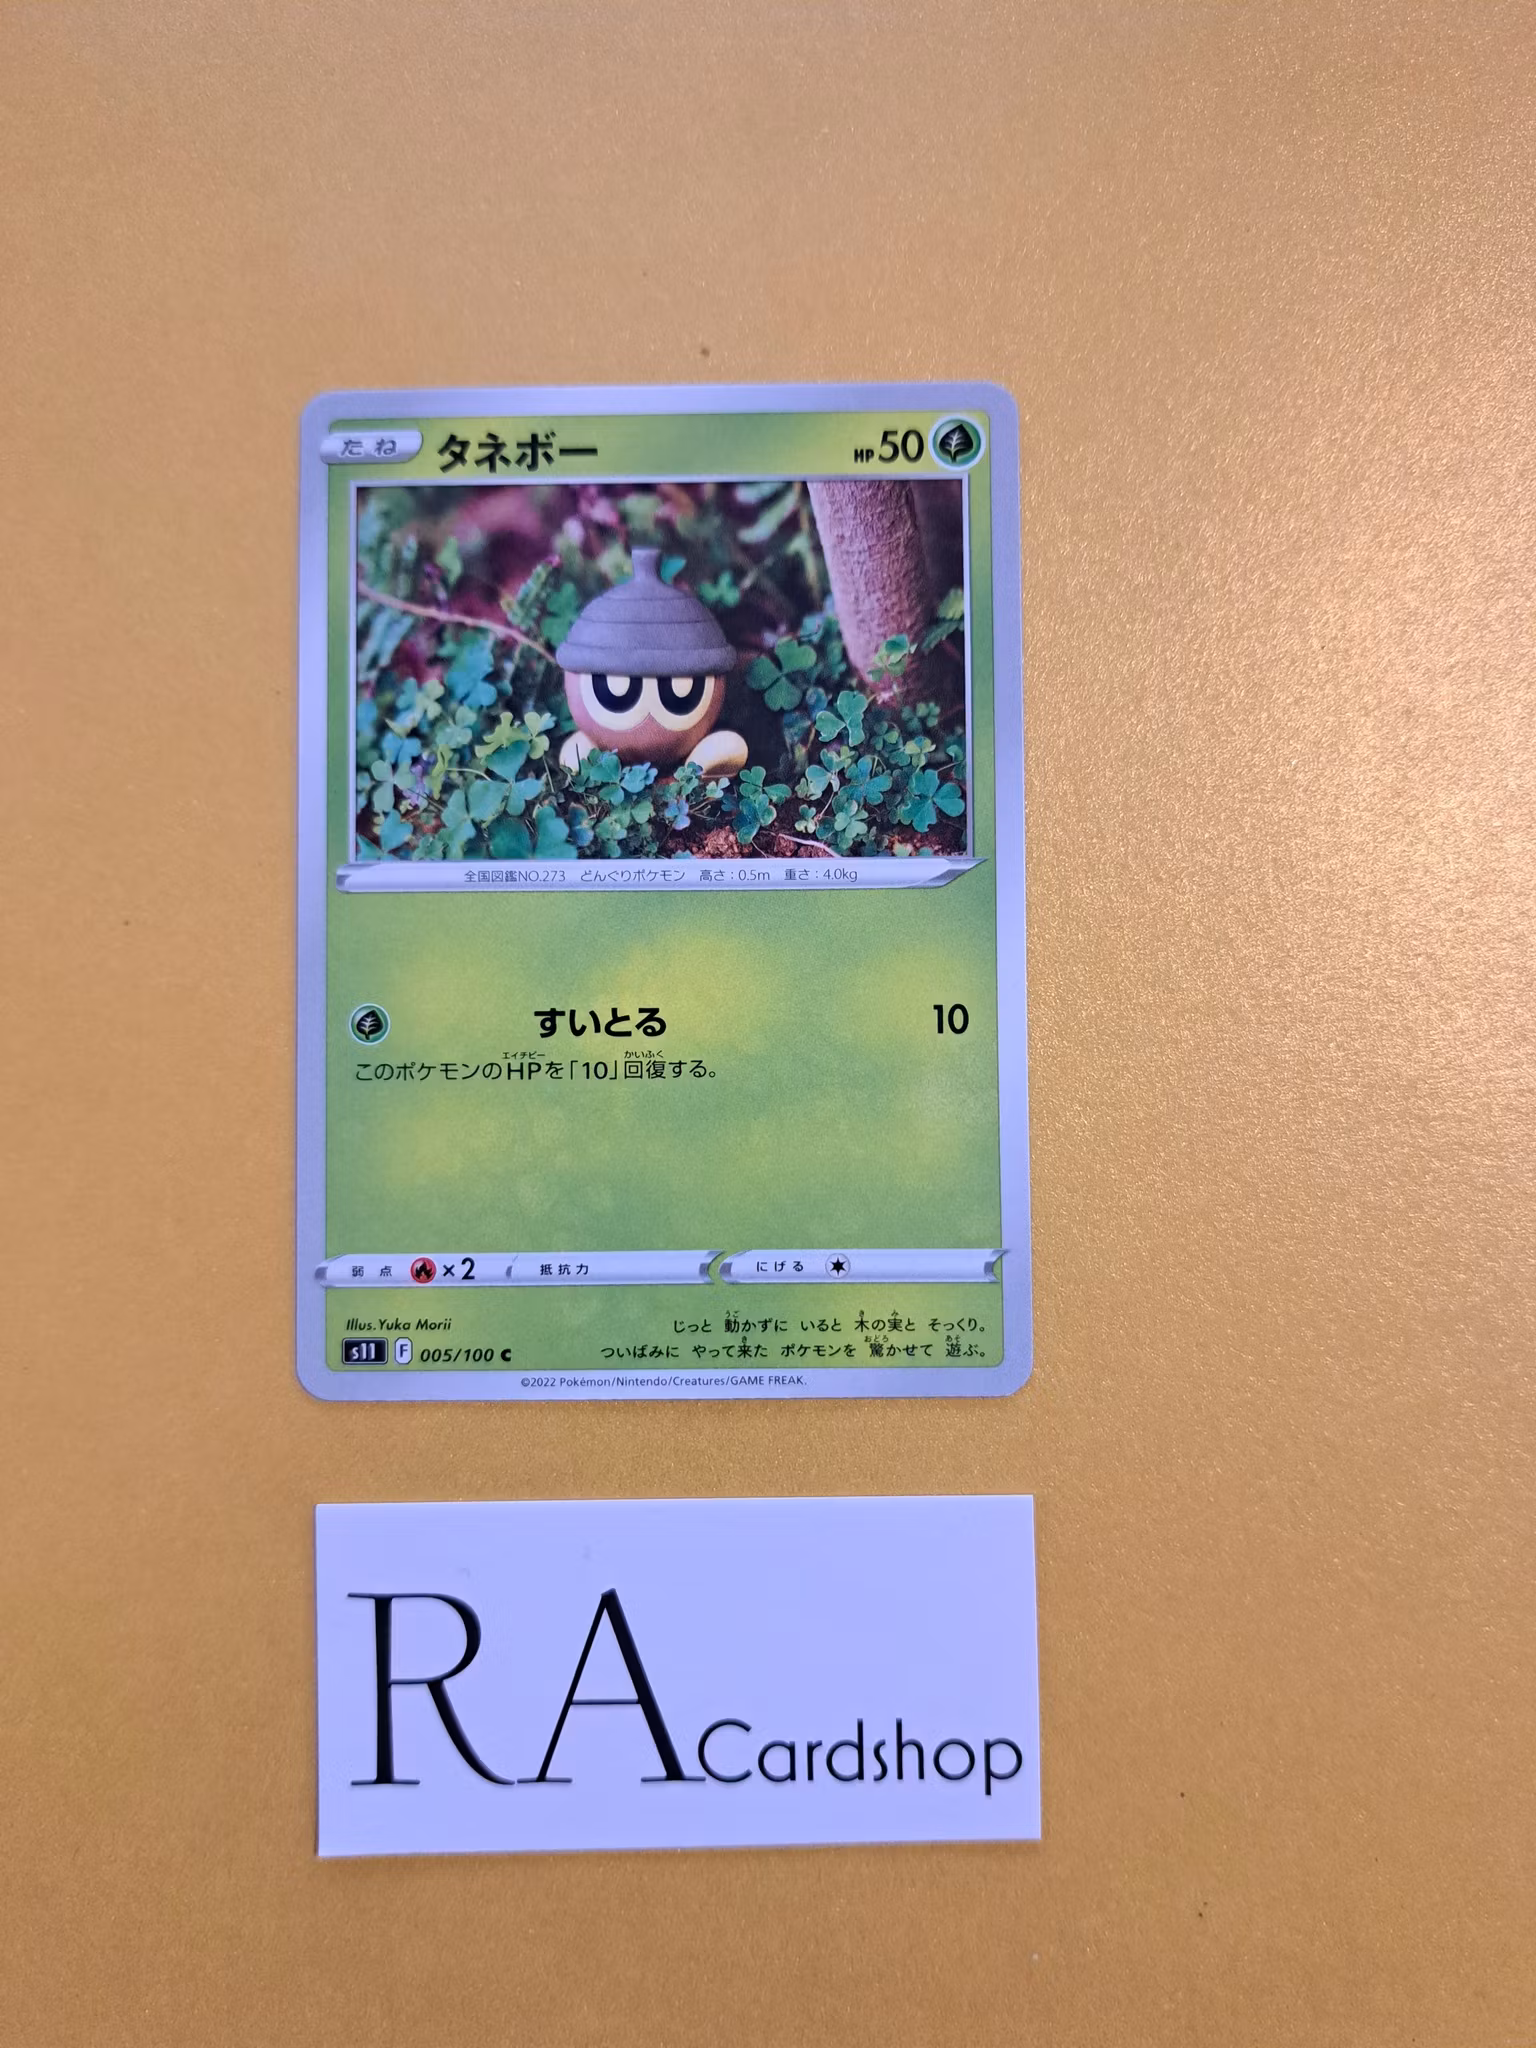 たね タネボー HP50
全国図鑑NO.273 どんぐりポケモン 高さ:0.5m 重さ:4.0kg
すいとる 10
このポケモンのHPを「10」回復する。
弱点 ×2 抵抗力 にげる
Illus.Yuka Morii
じっと 動かずに いると 木の実と そっくり。
ついばみに やって来た ポケモンを 驚かせて 遊ぶ。
s11 F 005/100 C
©2022 Pokémon/Nintendo/Creatures/GAME FREAK.
RA Cardshop